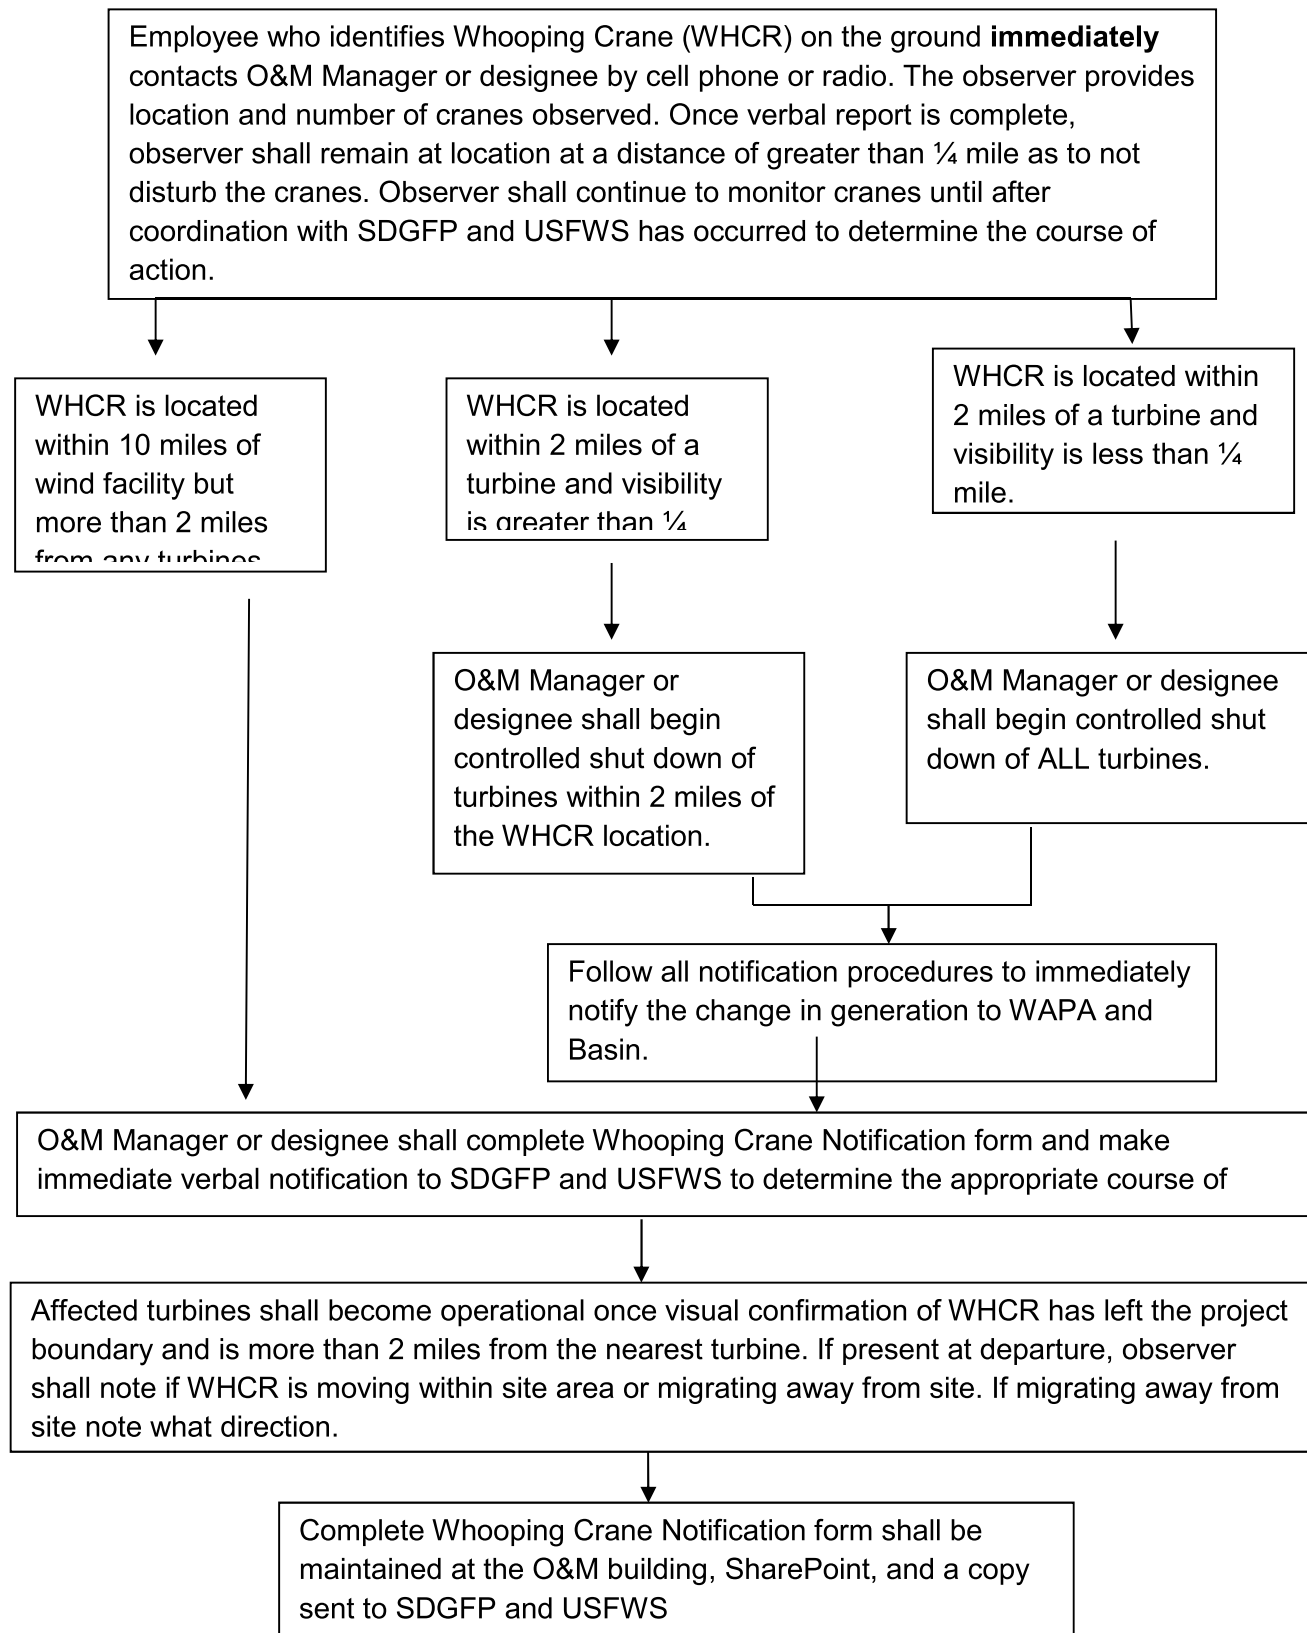 Employee who identifies Whooping Crane (WHCR) on the ground immediately
contacts O&M Manager or designee by cell phone or radio. The observer provides
location and number of cranes observed. Once verbal report is complete,
observer shall remain at location at a distance of greater than ¼ mile as to not
disturb the cranes. Observer shall continue to monitor cranes until after
coordination with SDGFP and USFWS has occurred to determine the course of
action.
WHCR is located
within 10 miles of
wind facility but
more than 2 miles
from any turbines
WHCR is located
within 2 miles of a
turbine and visibility
is greater than ¼
WHCR is located within
2 miles of a turbine and
visibility is less than ¼
mile.
O&M Manager or
designee shall begin
controlled shut down of
turbines within 2 miles of
the WHCR location.
O&M Manager or designee
shall begin controlled shut
down of ALL turbines.
Follow all notification procedures to immediately
notify the change in generation to WAPA and
Basin.
O&M Manager or designee shall complete Whooping Crane Notification form and make
immediate verbal notification to SDGFP and USFWS to determine the appropriate course of
Affected turbines shall become operational once visual confirmation of WHCR has left the project
boundary and is more than 2 miles from the nearest turbine. If present at departure, observer
shall note if WHCR is moving within site area or migrating away from site. If migrating away from
site note what direction.
Complete Whooping Crane Notification form shall be
maintained at the O&M building, SharePoint, and a copy
sent to SDGFP and USFWS